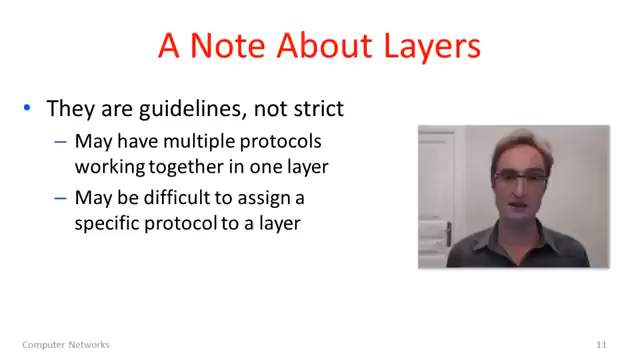 A Note About Layers
• They are guidelines, not strict
– May have multiple protocols
working together in one layer
– May be difficult to assign a
specific protocol to a layer
Computer Networks
11